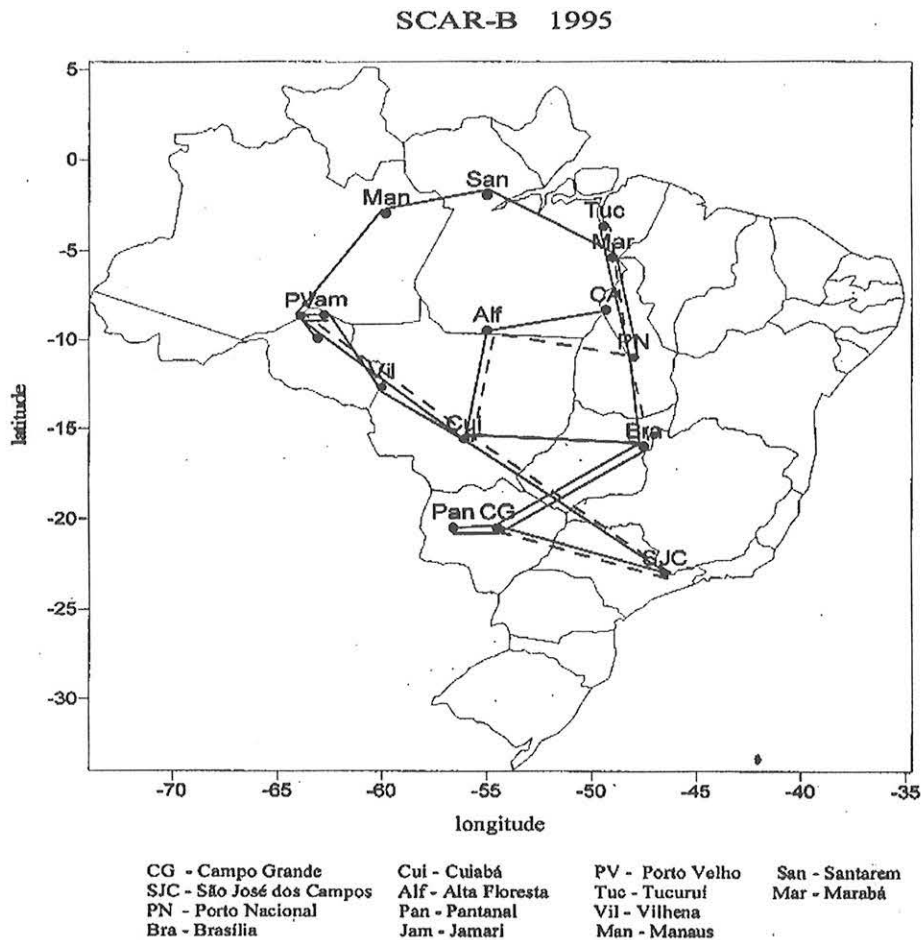 SCAR-B 1995
5
0
-5
-10
-15
-20
-25
-30
latitude
San
Man
Tuc
Mar
PVam
CA
Alf
PN
Vil
Cui
Bra
Pan CG
SJC
-70 -65 -60 -55 -50 -45 -40 -35
longitude
CG - Campo Grande Cui - Cuiabá PV - Porto Velho San - Santarem
SJC - São José dos Campos Alf - Alta Floresta Tuc - Tucuruí Mar - Marabá
PN - Porto Nacional Pan - Pantanal Vil - Vilhena
Bra - Brasília Jam - Jamari Man - Manaus